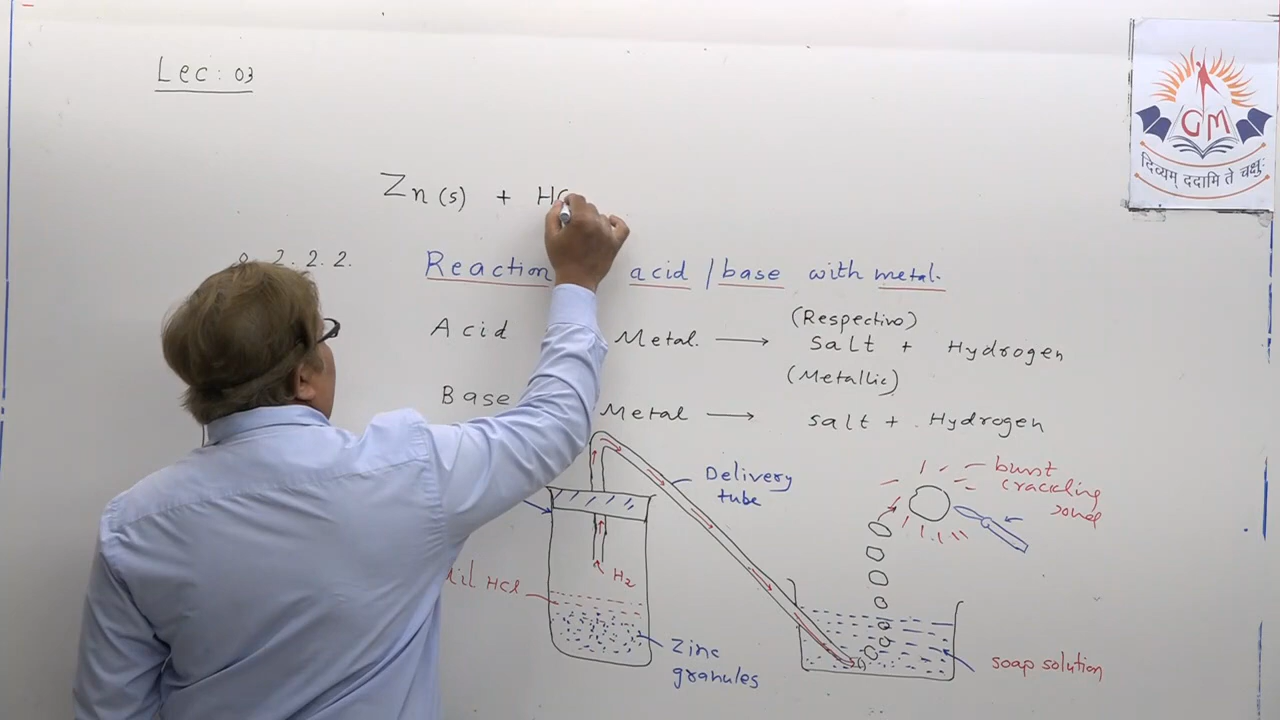 Lec: 03
GM
दिव्यम् ददामि ते चक्षुः
Zn (s) + HC
2. 2. 2.
Reaction acid / base with metal.
(Respective)
Acid Metal. → Salt + Hydrogen
(Metallic)
Base Metal → salt + . Hydrogen
burst
crackling
Delivery
tube
H2
dil HCl
Zinc
granules
soap solution